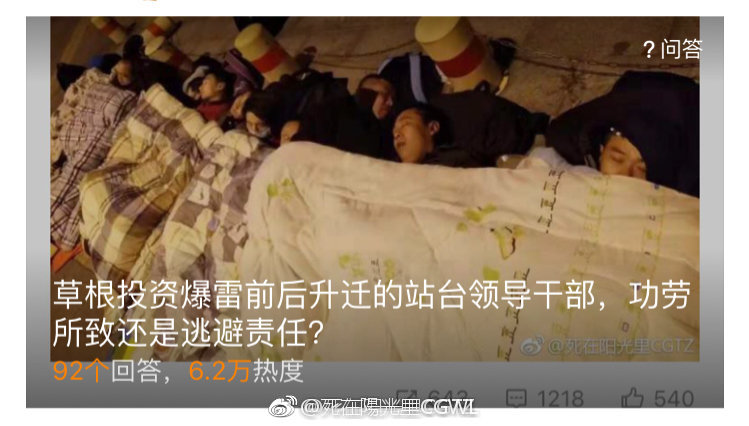 ? 问答
草根投资爆雷前后升迁的站台领导干部，功劳
所致还是逃避责任?
@死在阳光里CGTZ
92个回答，6.2万热度
643 1218 540
@死在陽光里CGWL